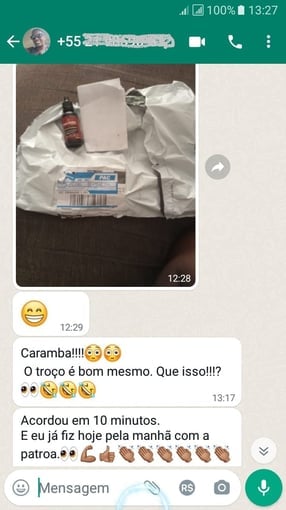 100% 13:27
+55
PAC
12:28
😁
12:29
Caramba!!!!😳😳
O troço é bom mesmo. Que isso!!!?
👀🤣🤣🤣
13:17
Acordou em 10 minutos.
E eu já fiz hoje pela manhã com a
patroa.👀💪🏽👍🏽👏🏽👏🏽👏🏽👏🏽👏🏽👏🏽
Mensagem
R$